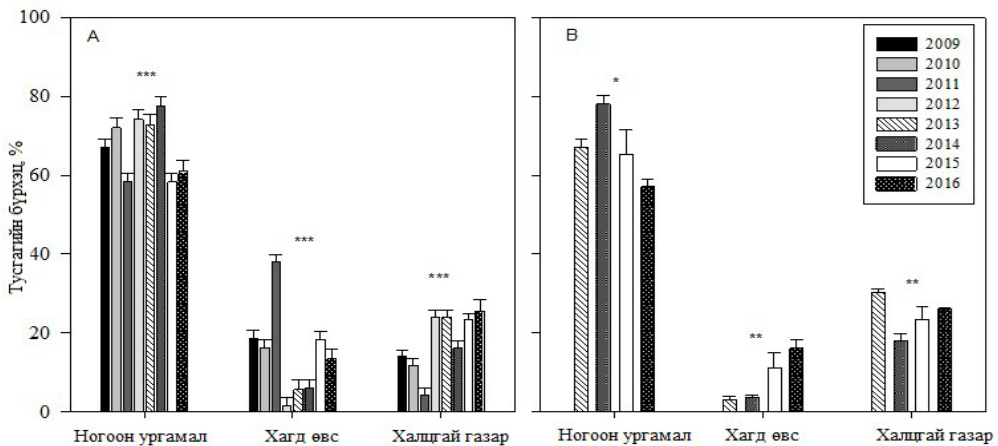 100
80
60
40
20
0
Тусгагийн бүрхэц, %
A
***
***
***
B
*
**
**
2009
2010
2011
2012
2013
2014
2015
2016
Ногоон ургамал
Хагд өвс
Халцгай газар
Ногоон ургамал
Хагд өвс
Халцгай газар